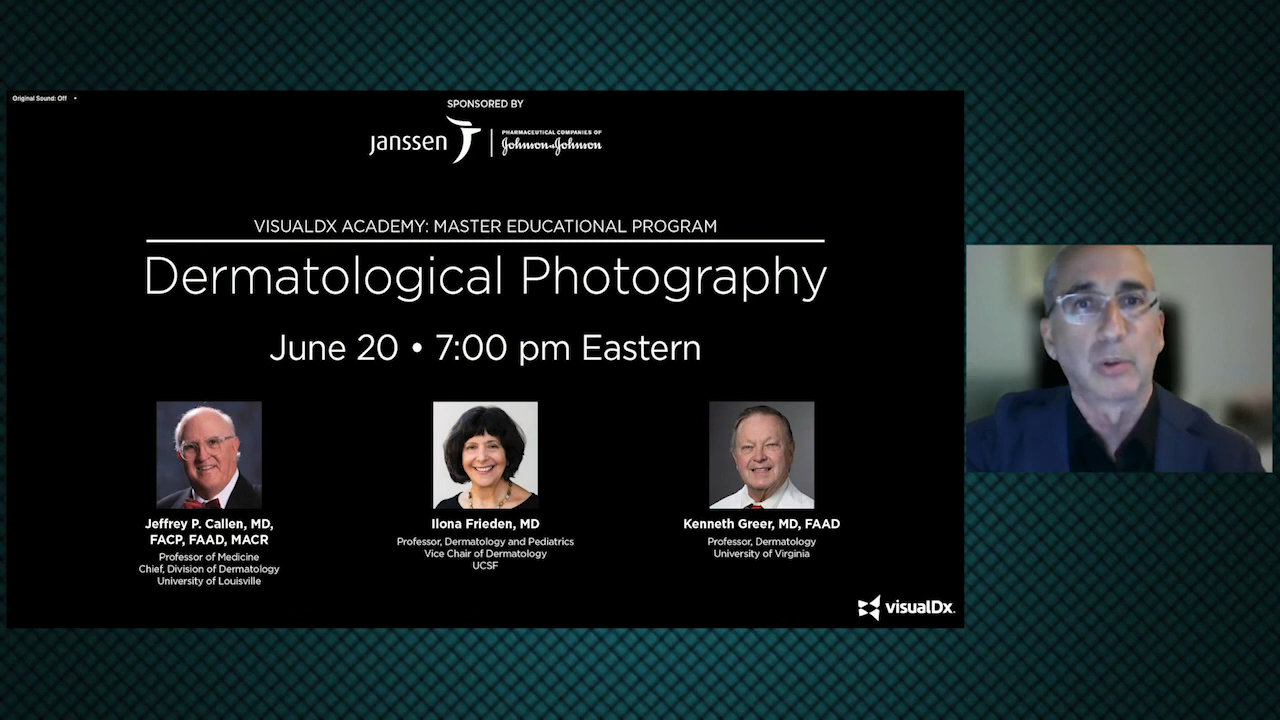 Original Sound: Off
SPONSORED BY
janssen
PHARMACEUTICAL COMPANIES OF
Johnson & Johnson
VISUALDX ACADEMY: MASTER EDUCATIONAL PROGRAM
Dermatological Photography
June 20 • 7:00 pm Eastern
Jeffrey P. Callen, MD,
FACP, FAAD, MACR
Professor of Medicine
Chief, Division of Dermatology
University of Louisville
Ilona Frieden, MD
Professor, Dermatology and Pediatrics
Vice Chair of Dermatology
UCSF
Kenneth Greer, MD, FAAD
Professor, Dermatology
University of Virginia
visualDx.